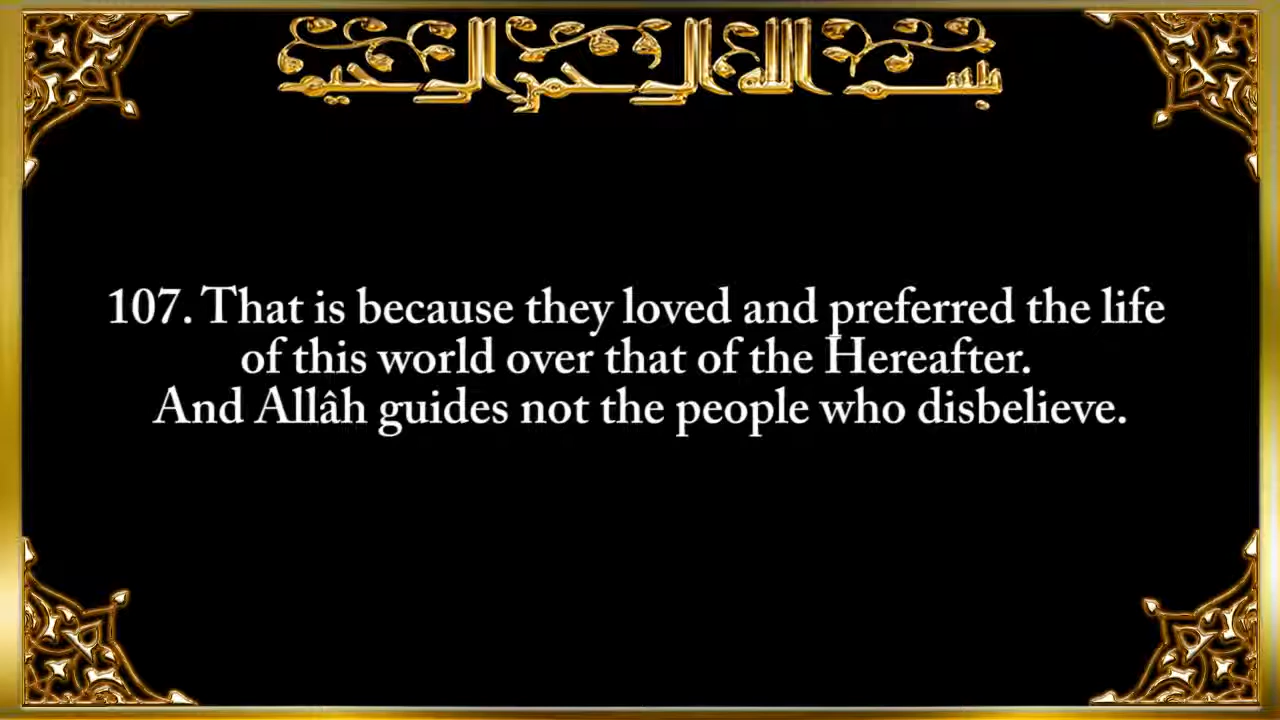 بسم الله الرحمن الرحيم
107. That is because they loved and preferred the life
of this world over that of the Hereafter.
And Allâh guides not the people who disbelieve.